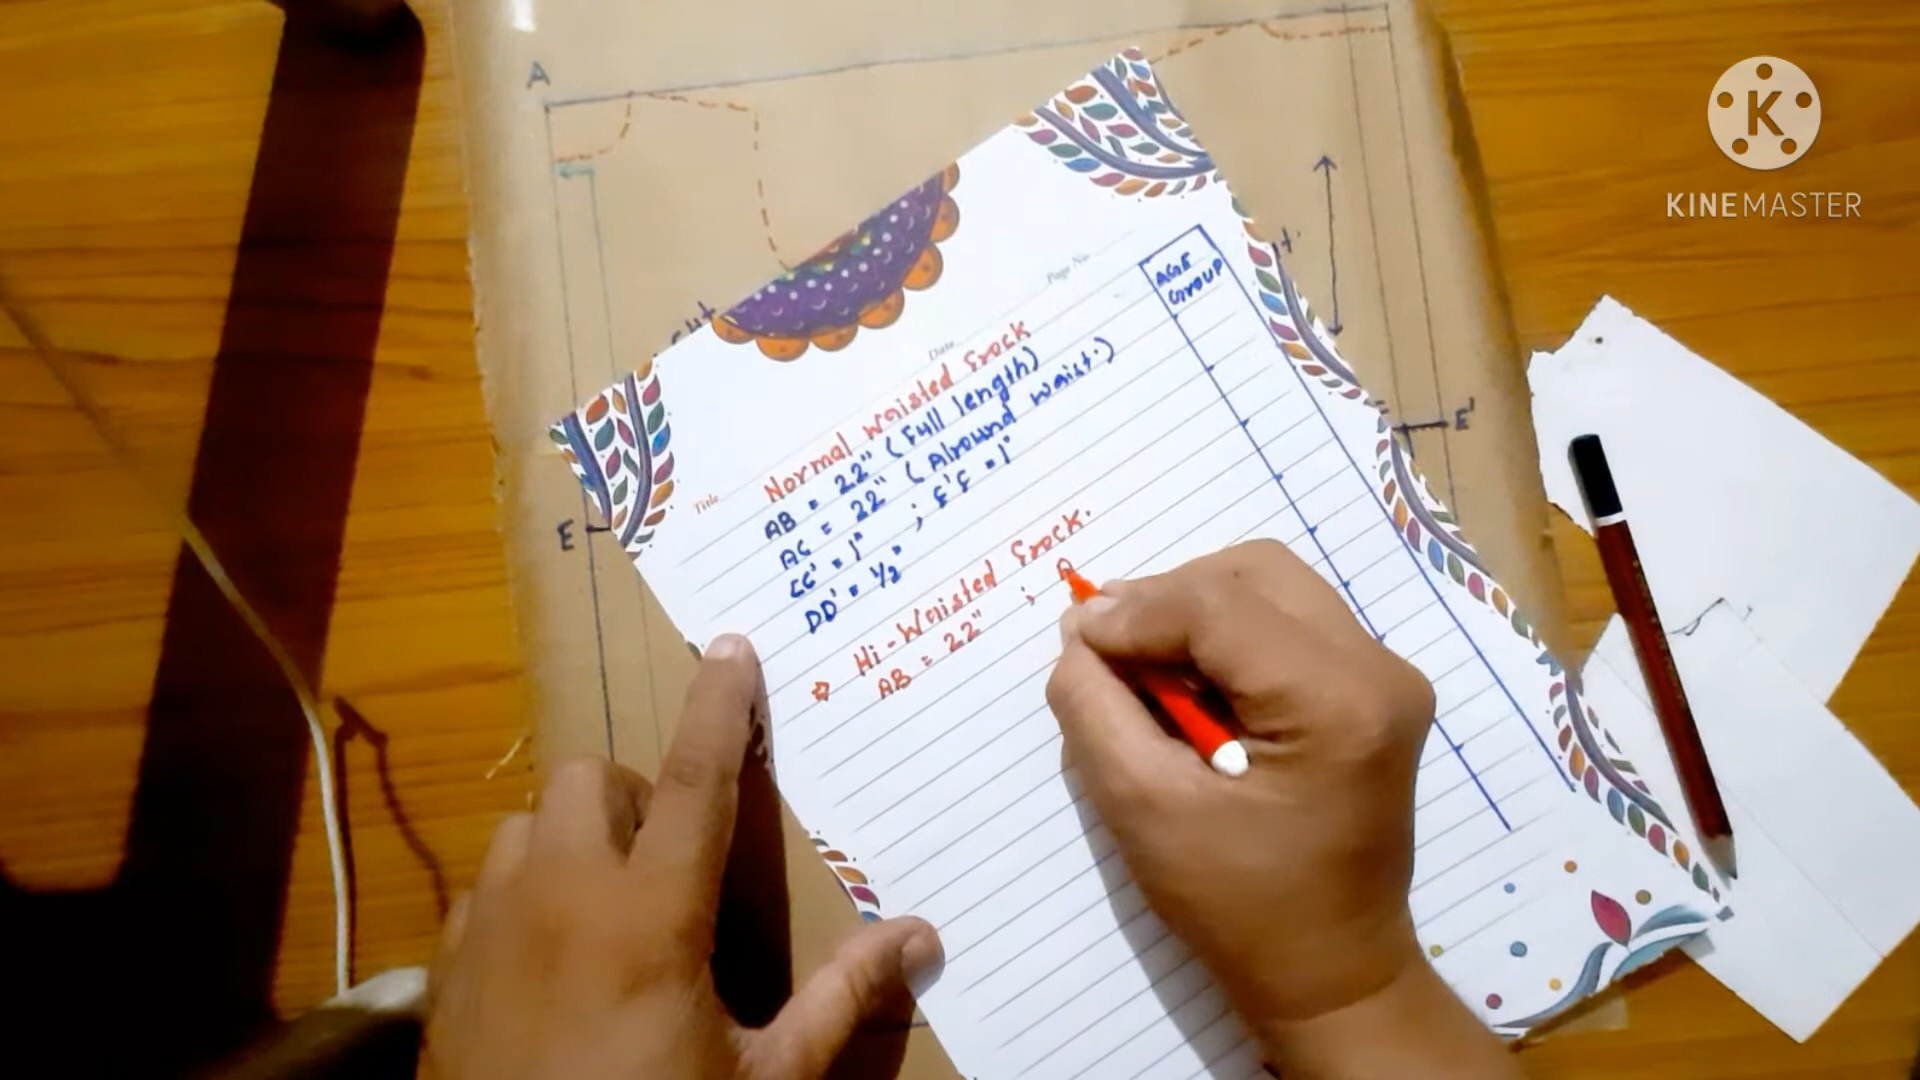 A
KINEMASTER
Page No
AGE
GROUP
Date
Title
Normal Waisted Frock
AB = 22" (Full length)
AC = 22" (Alround Waist.)
CC' = 1" ; F'F = 1"
DD' = 1/2"
Hi-Waisted Frock.
AB = 22" ; A
E
E'